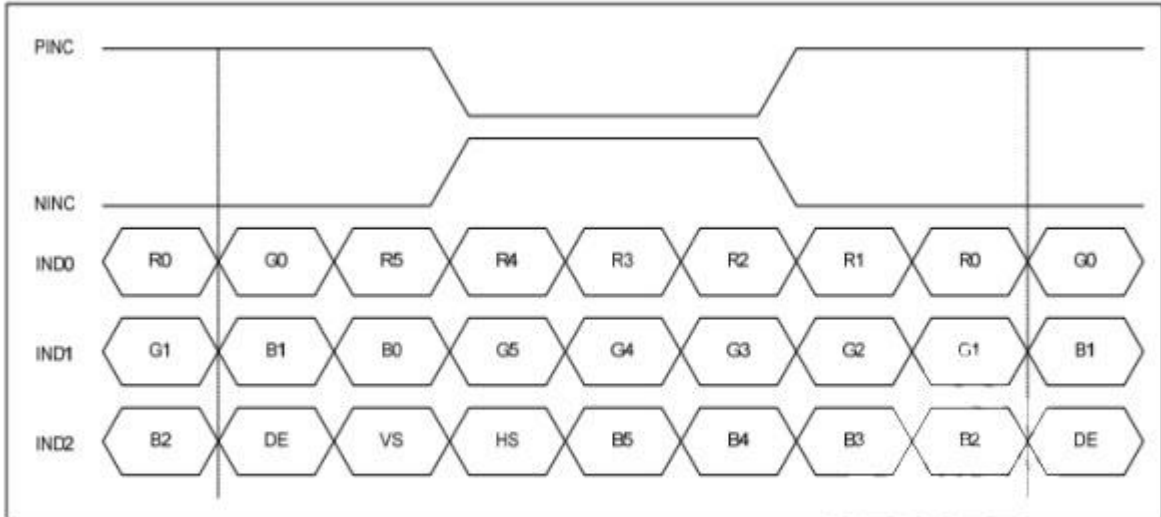 PINC
NINC
IND0 R0 G0 R5 R4 R3 R2 R1 R0 G0
IND1 G1 B1 B0 G5 G4 G3 G2 G1 B1
IND2 B2 DE VS HS B5 B4 B3 B2 DE